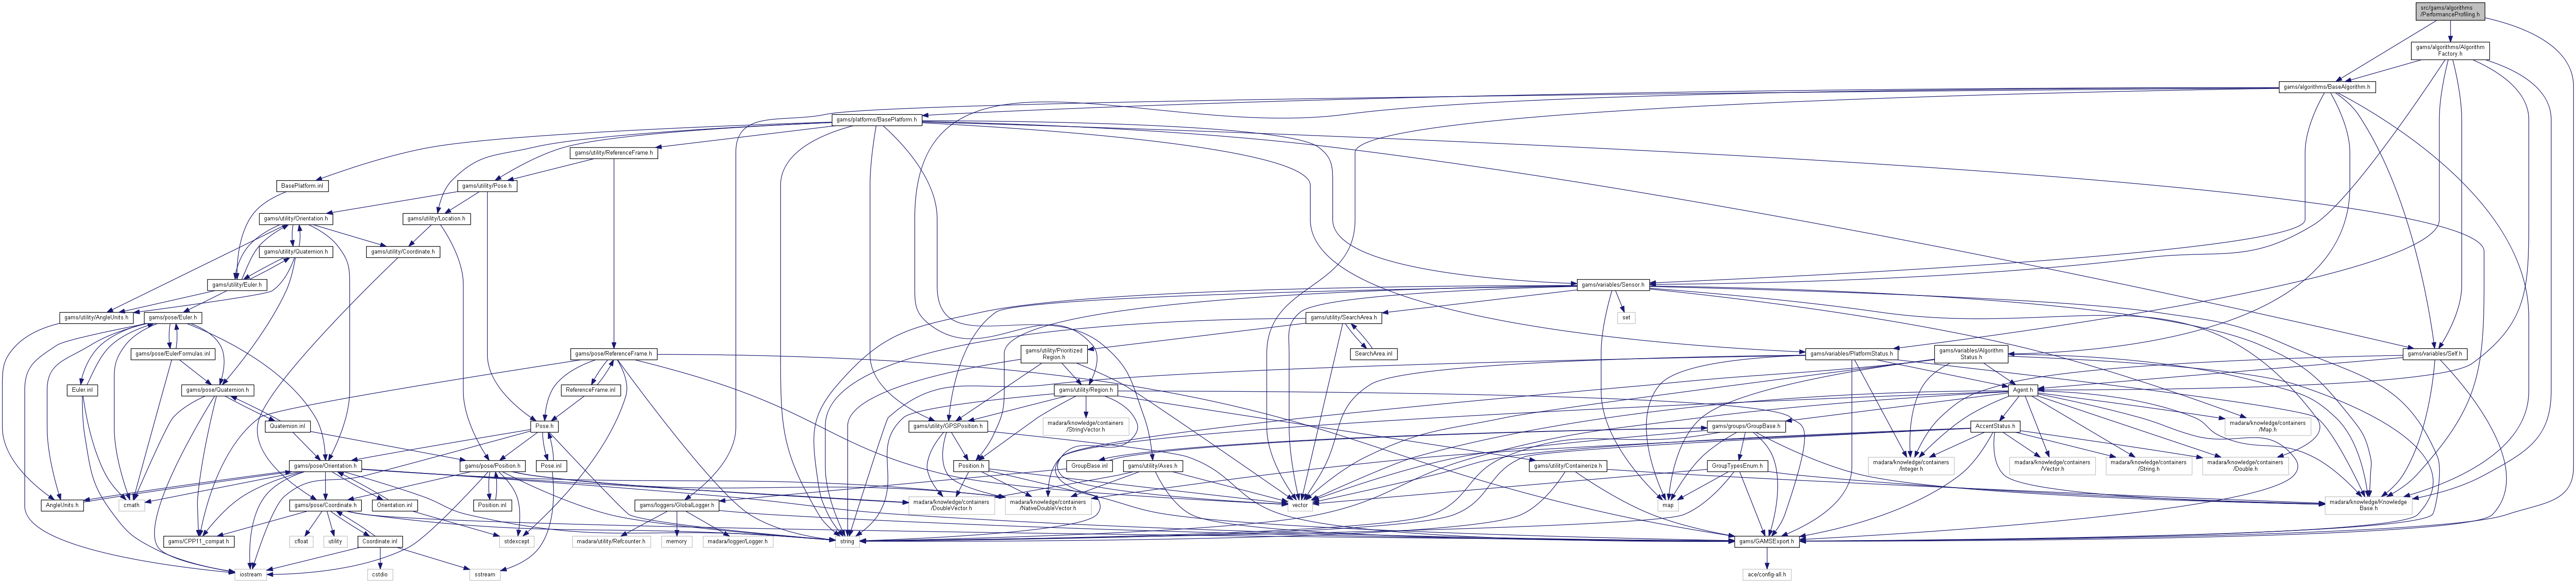 src/gams/algorithms
/PerformanceProfiling.h
gams/algorithms/Algorithm
Factory.h
gams/algorithms/BaseAlgorithm.h
gams/platforms/BasePlatform.h
gams/utility/ReferenceFrame.h
BasePlatform.inl
gams/utility/Pose.h
gams/utility/Orientation.h
gams/utility/Location.h
gams/utility/Quaternion.h
gams/utility/Coordinate.h
gams/utility/Euler.h
gams/variables/Sensor.h
gams/utility/AngleUnits.h
gams/pose/Euler.h
gams/utility/SearchArea.h
set
gams/pose/EulerFormulas.inl
gams/pose/ReferenceFrame.h
gams/utility/Prioritized
Region.h
SearchArea.inl
gams/variables/PlatformStatus.h
gams/variables/Algorithm
Status.h
gams/variables/Self.h
Euler.inl
gams/pose/Quaternion.h
ReferenceFrame.inl
gams/utility/Region.h
Agent.h
Quaternion.inl
Pose.h
gams/utility/GPSPosition.h
madara/knowledge/containers
/StringVector.h
gams/groups/GroupBase.h
AccentStatus.h
madara/knowledge/containers
/Map.h
gams/pose/Orientation.h
gams/pose/Position.h
Pose.inl
Position.h
GroupBase.inl
gams/utility/Axes.h
gams/utility/Containerize.h
GroupTypesEnum.h
madara/knowledge/containers
/Integer.h
madara/knowledge/containers
/Vector.h
madara/knowledge/containers
/String.h
madara/knowledge/containers
/Double.h
AngleUnits.h
cmath
gams/pose/Coordinate.h
Orientation.inl
Position.inl
gams/loggers/GlobalLogger.h
madara/knowledge/containers
/DoubleVector.h
madara/knowledge/containers
/NativeDoubleVector.h
vector
map
madara/knowledge/Knowledge
Base.h
gams/CPP11_compat.h
cfloat
utility
Coordinate.inl
stdexcept
madara/utility/Refcounter.h
memory
madara/logger/Logger.h
string
gams/GAMSExport.h
iostream
cstdio
sstream
ace/config-all.h